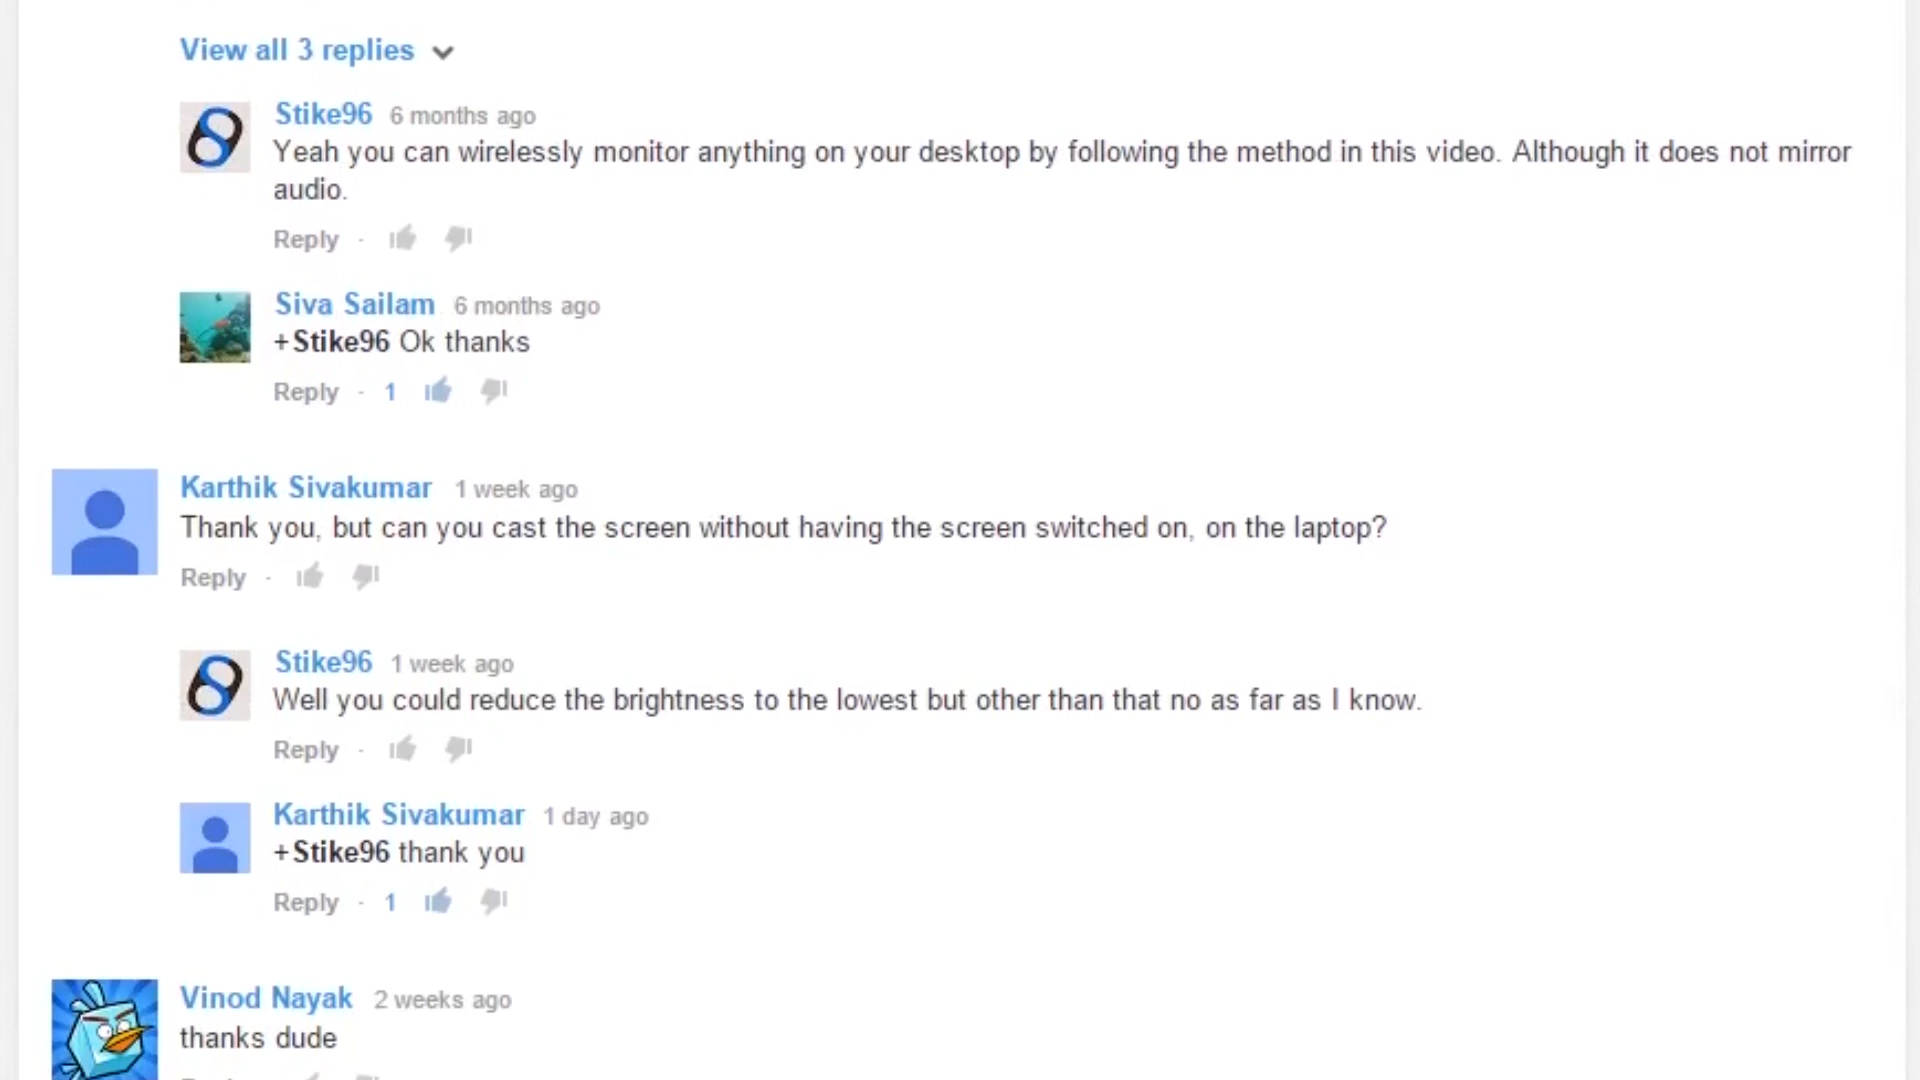 View all 3 replies
Stike96 6 months ago
Yeah you can wirelessly monitor anything on your desktop by following the method in this video. Although it does not mirror
audio.
Reply ·
Siva Sailam 6 months ago
+Stike96 Ok thanks
Reply · 1
Karthik Sivakumar 1 week ago
Thank you, but can you cast the screen without having the screen switched on, on the laptop?
Reply ·
Stike96 1 week ago
Well you could reduce the brightness to the lowest but other than that no as far as I know.
Reply ·
Karthik Sivakumar 1 day ago
+Stike96 thank you
Reply · 1
Vinod Nayak 2 weeks ago
thanks dude